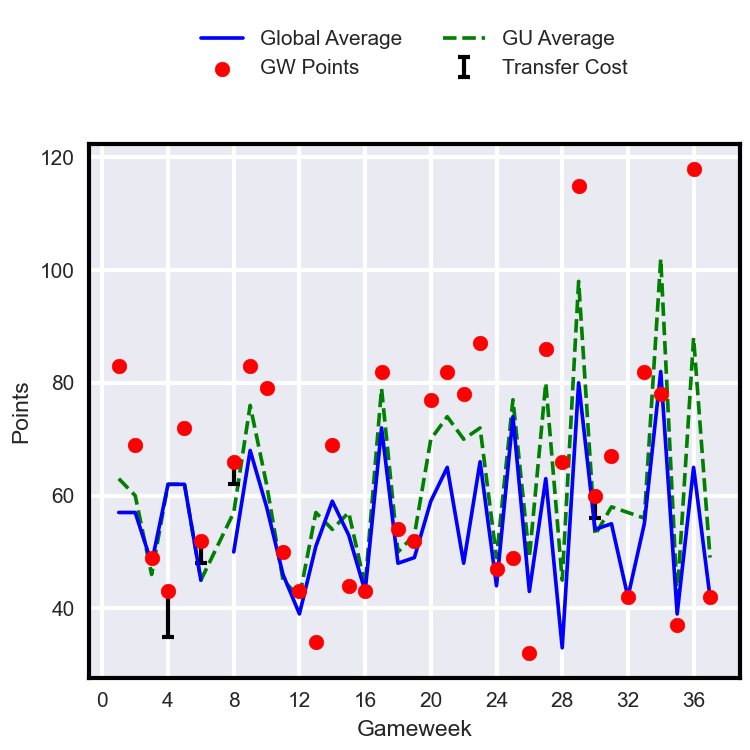 Global Average
GU Average
GW Points
Transfer Cost
120
100
80
60
40
Points
0 4 8 12 16 20 24 28 32 36
Gameweek